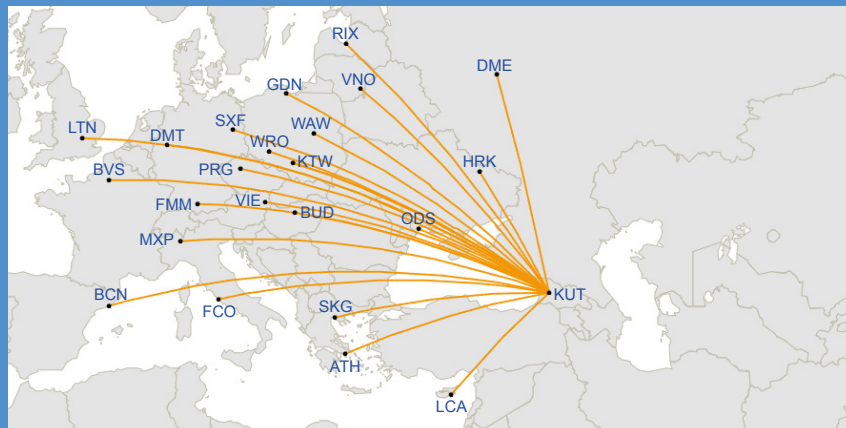 RIX
DME
VNO
GDN
SXF
WAW
LTN
DMT
WRO
KTW
HRK
BVS
PRG
FMM
VIE
BUD
ODS
MXP
BCN
FCO
SKG
KUT
ATH
LCA